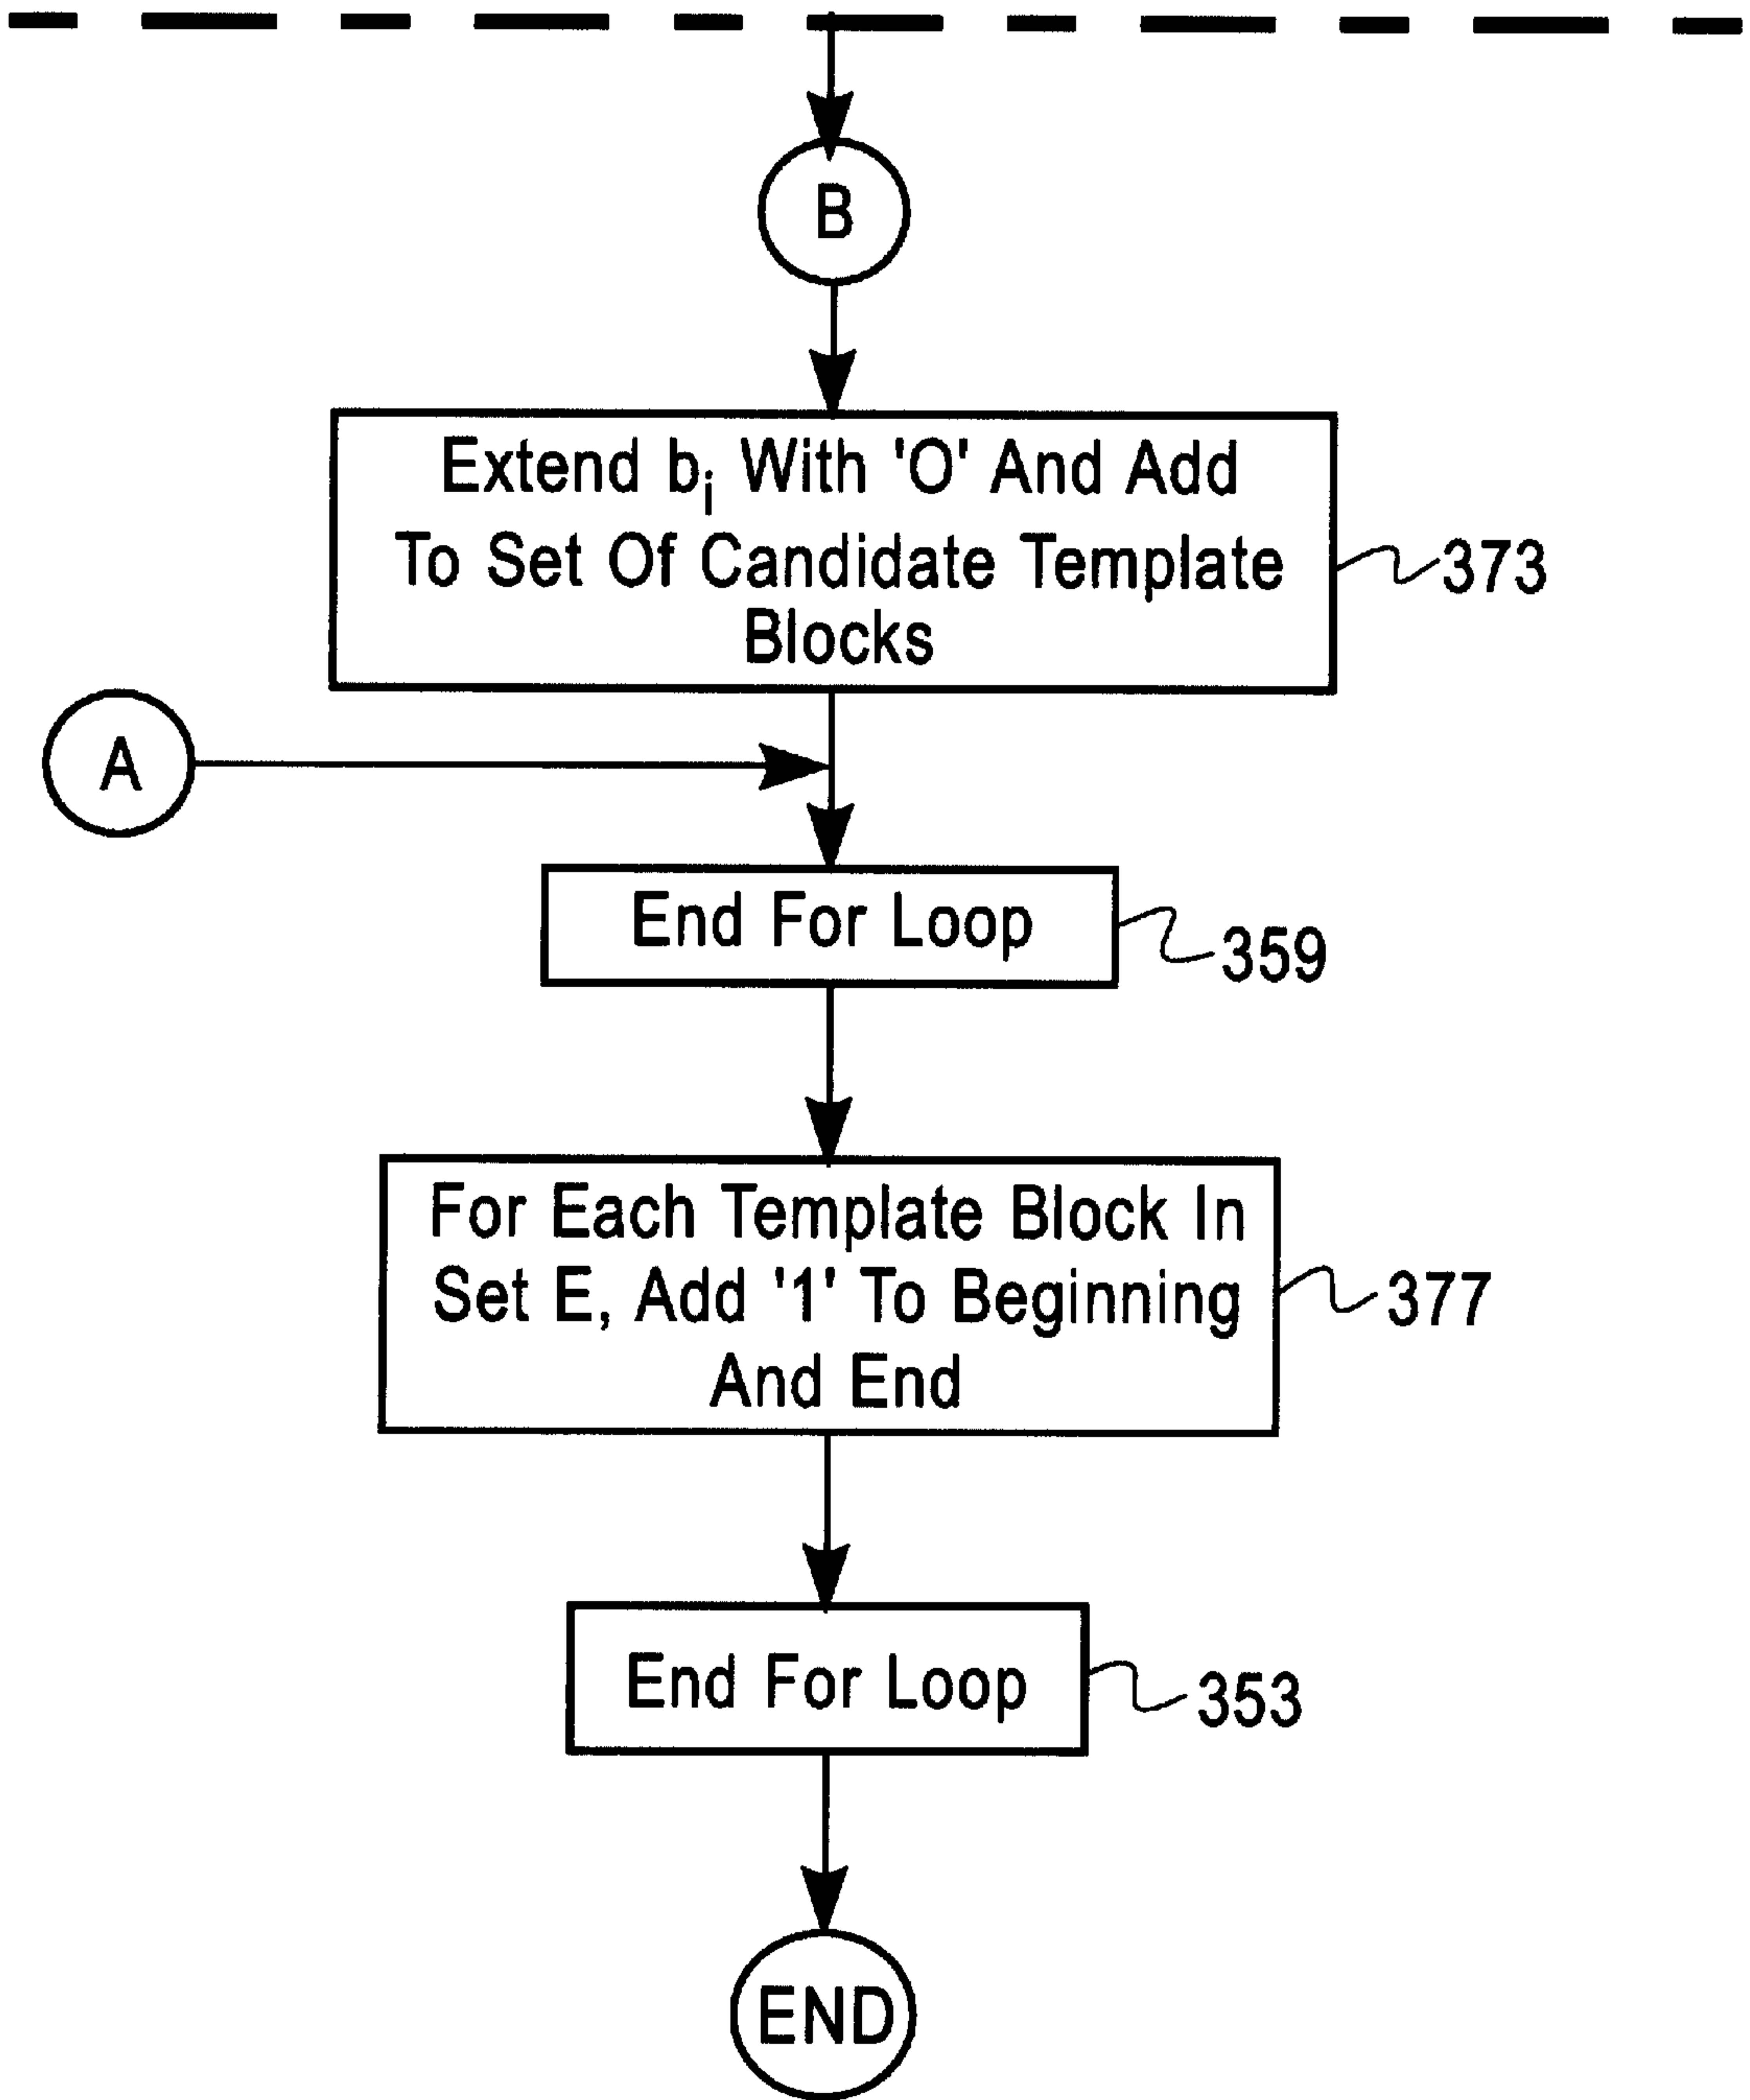 B
Extend bi With 'O' And Add
To Set Of Candidate Template
Blocks
373
A
End For Loop
359
For Each Template Block In
Set E, Add '1' To Beginning
And End
377
End For Loop
353
END